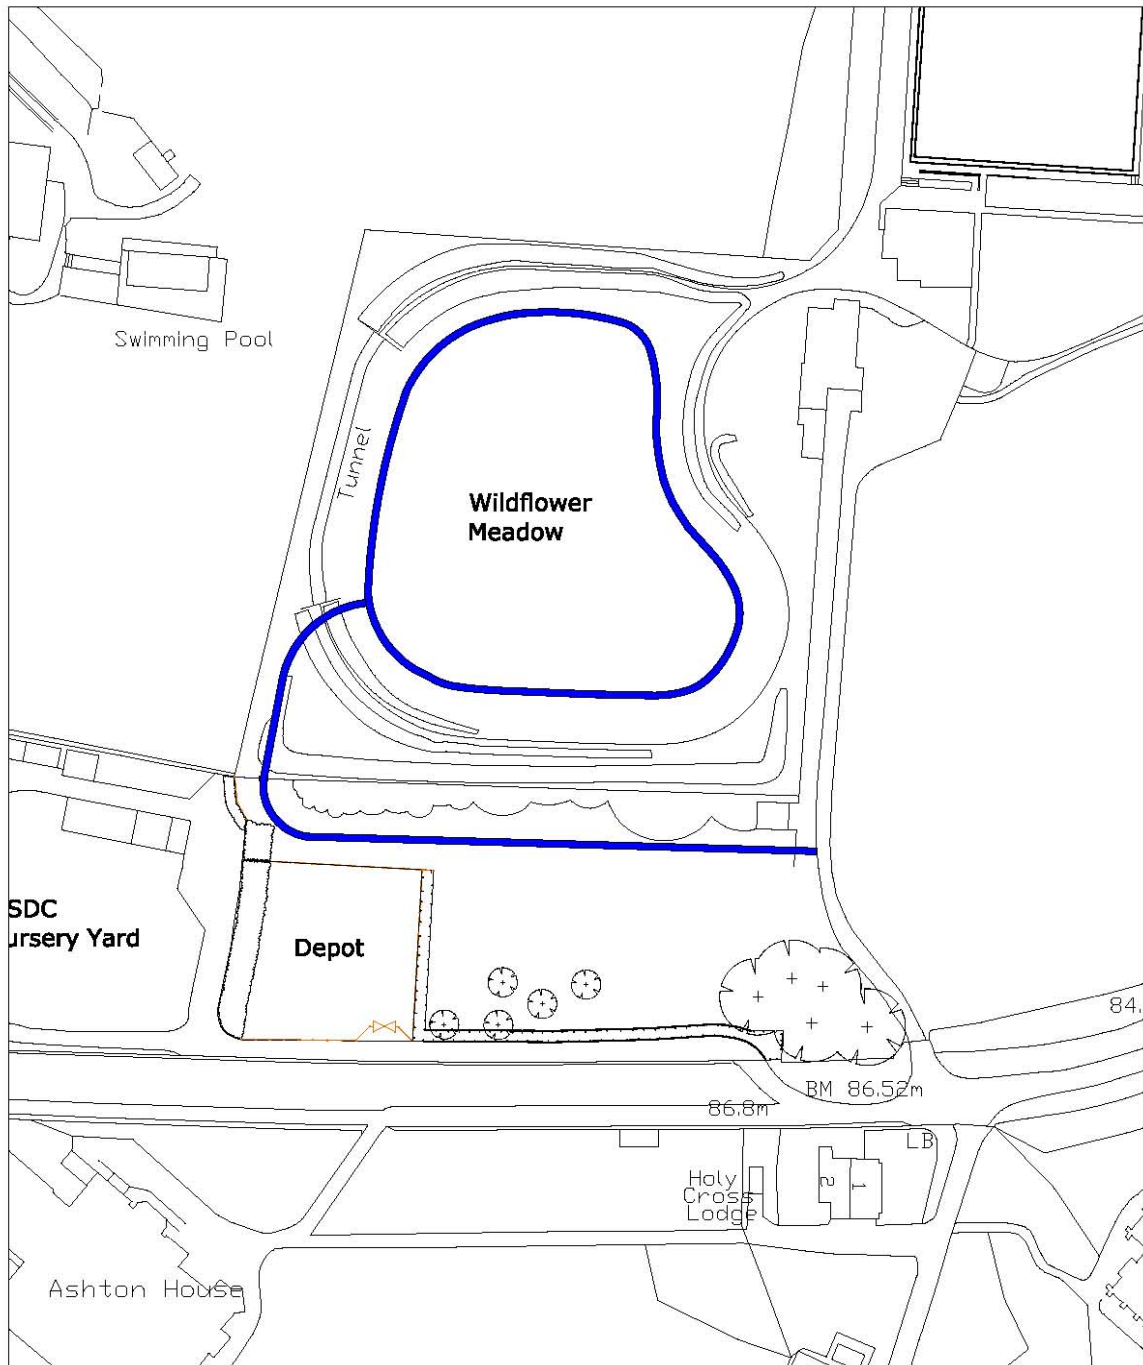 Swimming Pool
Tunnel
Wildflower
Meadow
SDC
ursery Yard
Depot
84.
BM 86.52m
86.8m
LB
Holy
Cross
Lodge
2
1
Ashton House